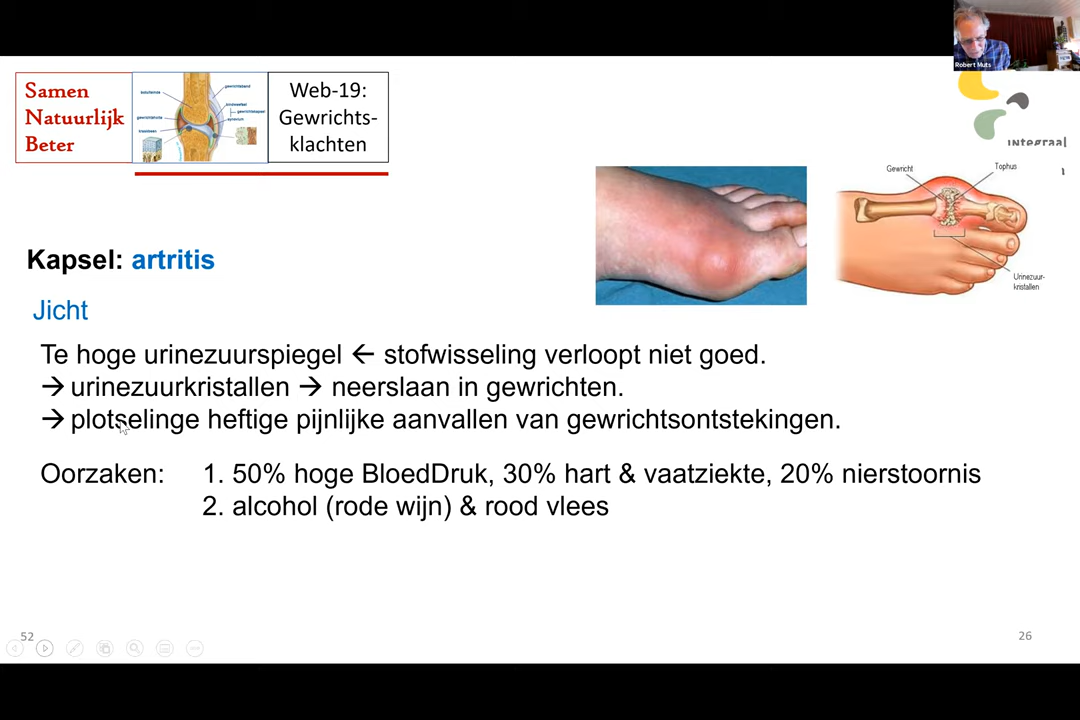 Robert Muts
Samen
Natuurlijk
Beter
Web-19:
Gewrichts-
klachten
integraal
Gewricht
Tophus
Urinezuur-
kristallen
Kapsel: artritis
Jicht
Te hoge urinezuurspiegel ← stofwisseling verloopt niet goed.
→ urinezuurkristallen → neerslaan in gewrichten.
→ plotselinge heftige pijnlijke aanvallen van gewrichtsontstekingen.
Oorzaken: 1. 50% hoge BloedDruk, 30% hart & vaatziekte, 20% nierstoornis
2. alcohol (rode wijn) & rood vlees
52
26